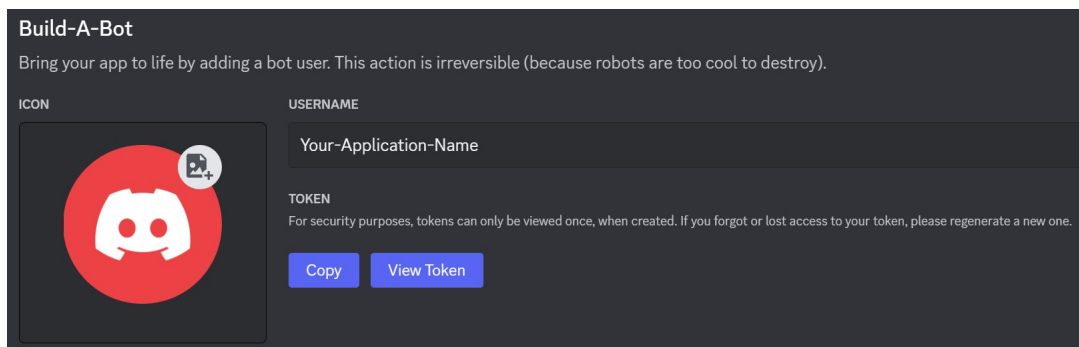 Build-A-Bot
Bring your app to life by adding a bot user. This action is irreversible (because robots are too cool to destroy).
ICON
USERNAME
Your-Application-Name
TOKEN
For security purposes, tokens can only be viewed once, when created. If you forgot or lost access to your token, please regenerate a new one.
Copy
View Token